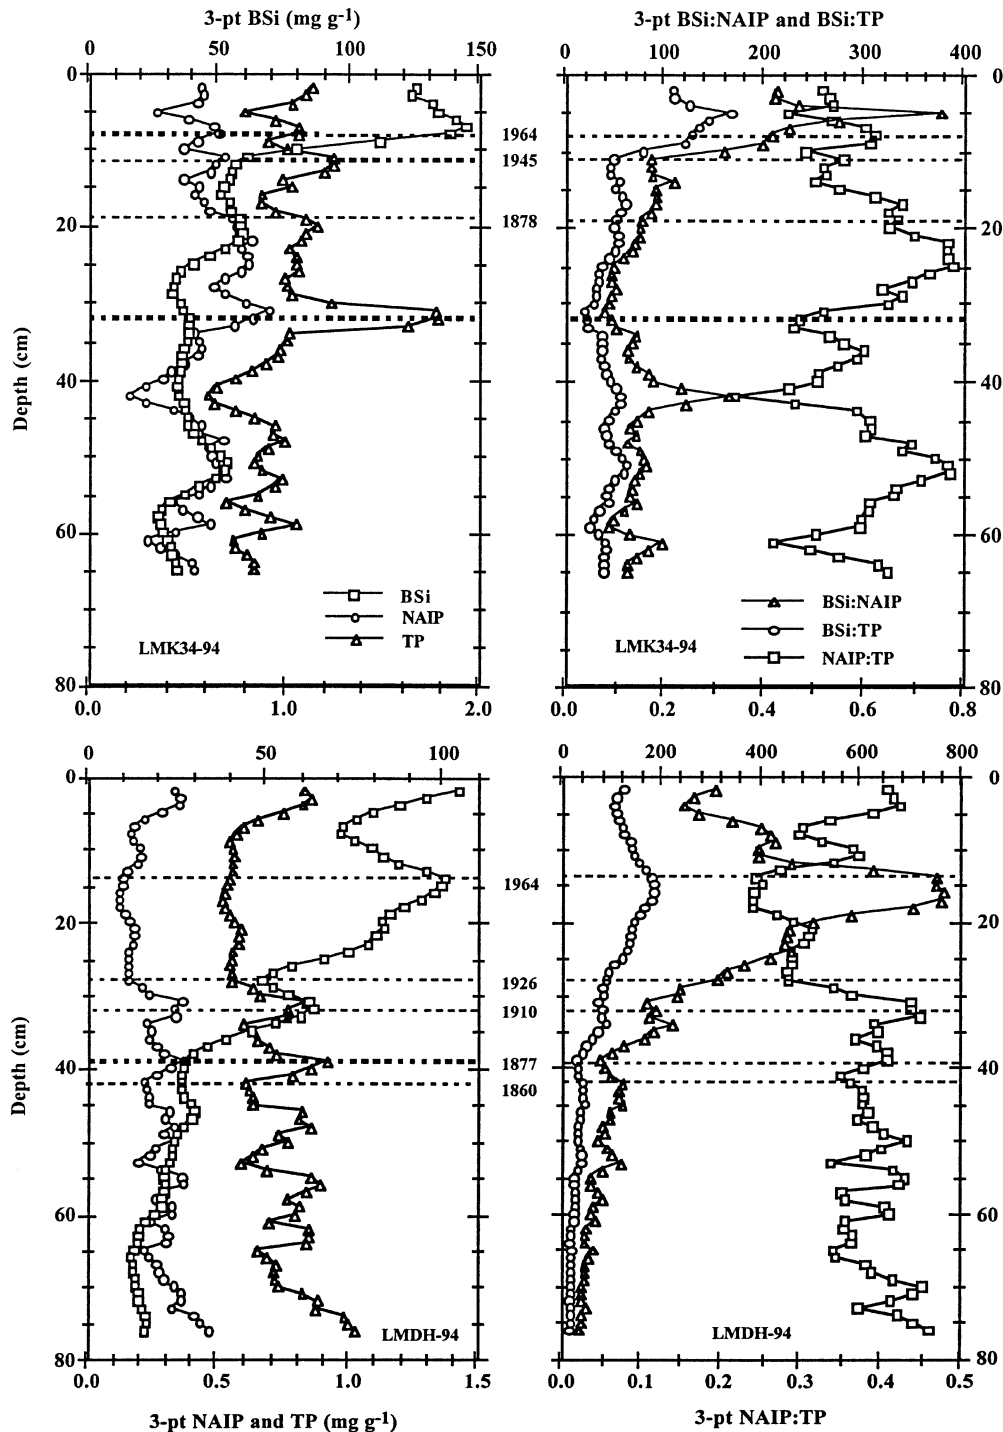 3-pt BSi (mg g-1)
3-pt BSi:NAIP and BSi:TP
0 50 100 150
0 100 200 300 400
0
20
40
60
80
Depth (cm)
1964
1945
1878
0
20
40
60
80
BSi
NAIP
TP
LMK34-94
BSi:NAIP
BSi:TP
NAIP:TP
LMK34-94
0.0 1.0 2.0
0.0 0.2 0.4 0.6 0.8
0 50 100
0 200 400 600 800
0
20
40
60
80
Depth (cm)
1964
1926
1910
1877
1860
0
20
40
60
80
LMDH-94
LMDH-94
0.0 0.5 1.0 1.5
0.0 0.1 0.2 0.3 0.4 0.5
3-pt NAIP and TP (mg g-1)
3-pt NAIP:TP